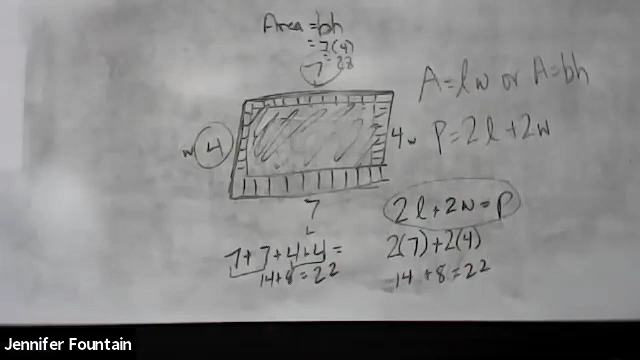 Area = bh
= 7(4)
= 28
7
A = lw or A = bh
w 4
4 w
P = 2l + 2w
7
L
2l + 2w = P
7+7+4+4 =
2(7) + 2(4)
14+8 = 22
14 + 8 = 22
Jennifer Fountain